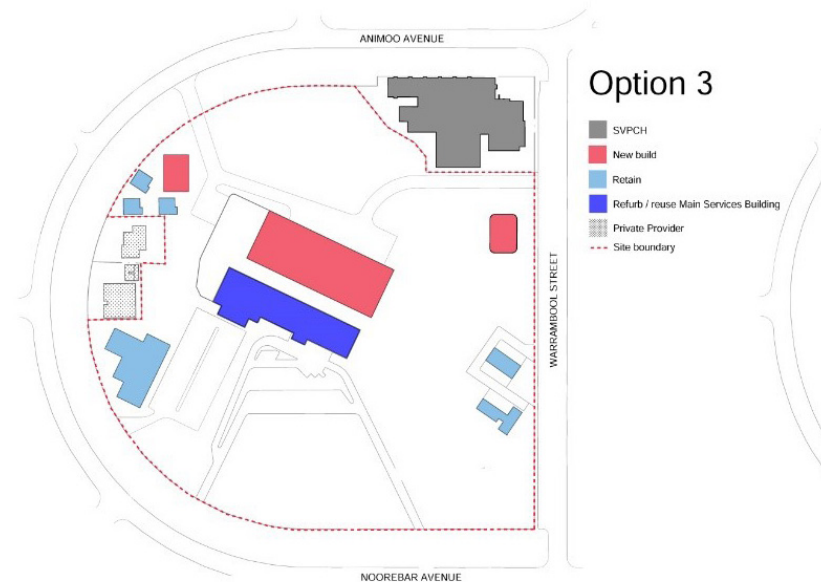 ANIMOO AVENUE
Option 3
SVPCH
New build
Retain
Refurb / reuse Main Services Building
Private Provider
Site boundary
WARRAMBOOL STREET
NOOREBAR AVENUE